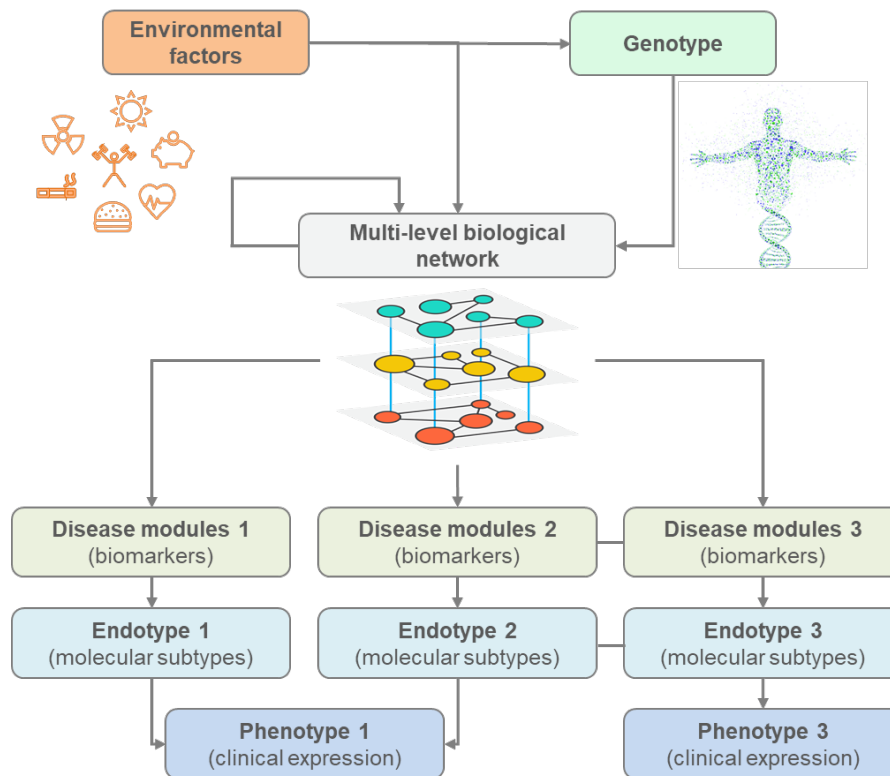 Environmental
factors
Genotype
Multi-level biological
network
Disease modules 1
(biomarkers)
Disease modules 2
(biomarkers)
Disease modules 3
(biomarkers)
Endotype 1
(molecular subtypes)
Endotype 2
(molecular subtypes)
Endotype 3
(molecular subtypes)
Phenotype 1
(clinical expression)
Phenotype 3
(clinical expression)